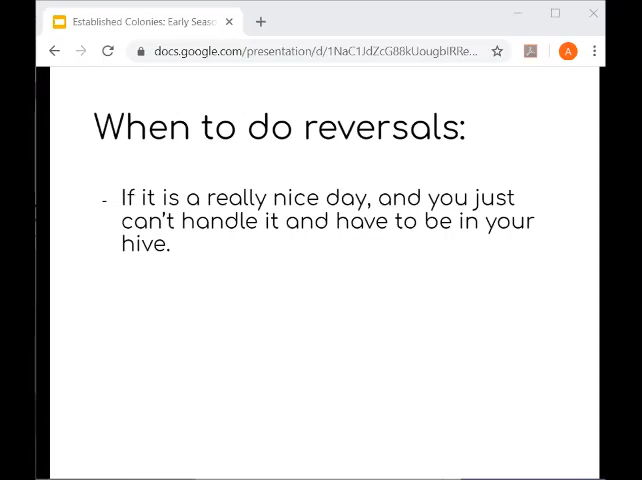 Established Colonies: Early Seaso
docs.google.com/presentation/d/1NaC1JdZcG88kUougbIRRe...
A
When to do reversals:
- If it is a really nice day, and you just
can't handle it and have to be in your
hive.